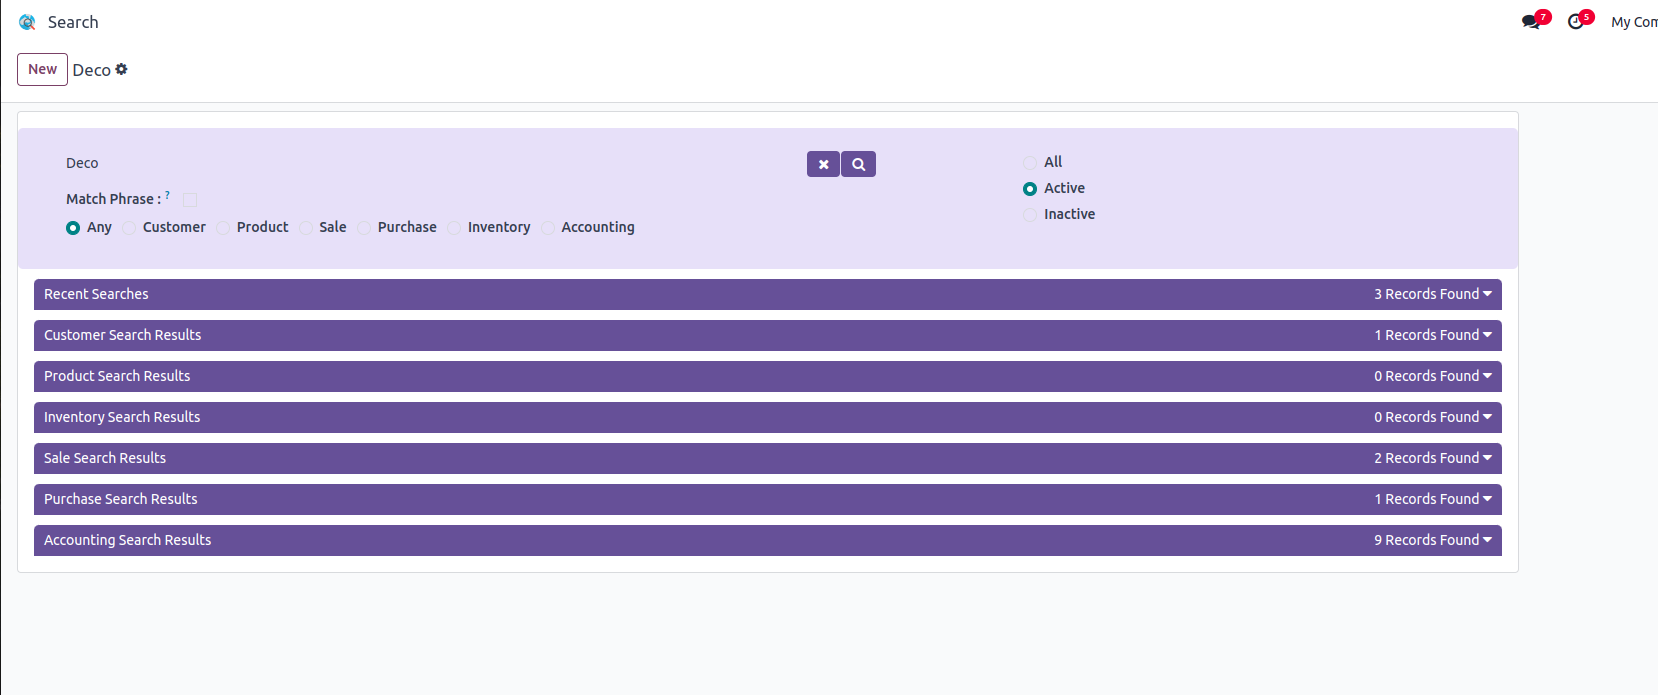 Search 7 5 My Com
New Deco
Deco All
Active
Match Phrase : ? Inactive
Any Customer Product Sale Purchase Inventory Accounting
Recent Searches 3 Records Found
Customer Search Results 1 Records Found
Product Search Results 0 Records Found
Inventory Search Results 0 Records Found
Sale Search Results 2 Records Found
Purchase Search Results 1 Records Found
Accounting Search Results 9 Records Found